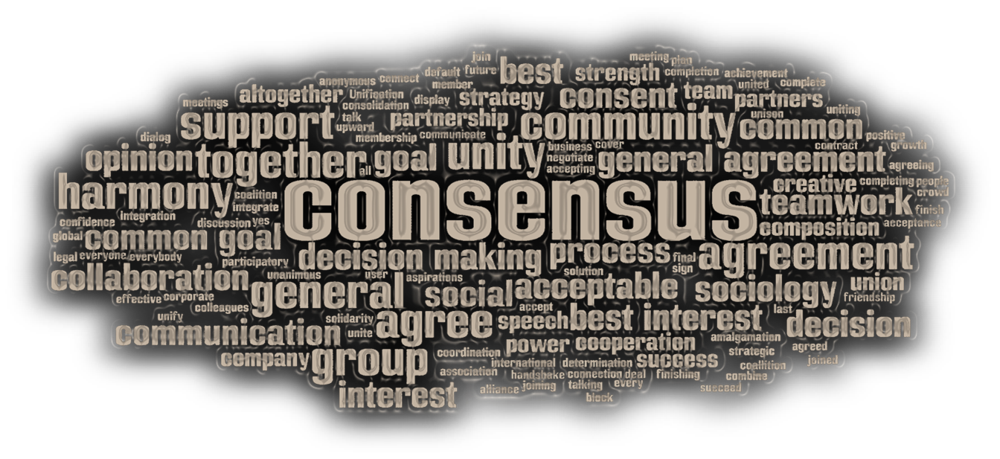 join
meeting plan
best strength completion achievement
default future
anonymous connect
member
united complete
meetings altogether Unification display strategy consent team partners
consolidation
support talk partnership community common unison uniting
upward
dialog membership communicate positive
opinion together all goal unity business cover general agreement contract growth
negotiate
accepting
agreeing
harmony coalition consensus creative completing people
crowd
integrate
teamwork finish
confidence integration discussion yes composition acceptance
global common goal
legal everyone everybody participatory decision making process final agreement
sign
collaboration unanimous user aspirations solution
general social acceptable sociology union
friendship
effective corporate
colleagues
accept
last
unify solidarity agree speech best interest decision
communication unite
power cooperation amalgamation
agreed
strategic
company group coordination
international determination success coalition joined
association handshake connection deal finishing combine
interest alliance joining talking every succeed
block